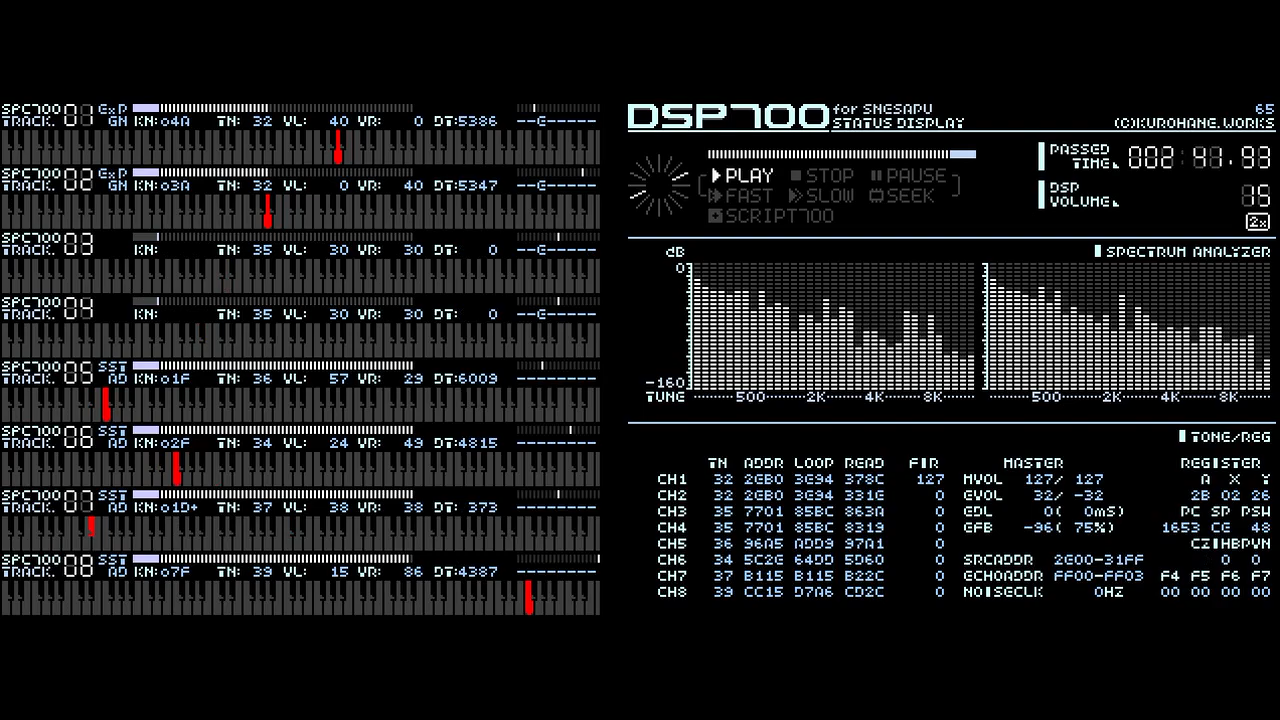 SPC700 01 ExP
TRACK. GN KN:o4A TN: 32 VL: 40 VR: 0 DT:5386 --E-----
SPC700 02 ExP
TRACK. GN KN:o3A TN: 32 VL: 0 VR: 40 DT:5347 --E-----
SPC700 03
TRACK. KN: TN: 35 VL: 30 VR: 30 DT: 0 --E-----
SPC700 04
TRACK. KN: TN: 35 VL: 30 VR: 30 DT: 0 --E-----
SPC700 05 SST
TRACK. AD KN:o1F TN: 36 VL: 57 VR: 29 DT:6009 --------
SPC700 06 SST
TRACK. AD KN:o2F TN: 34 VL: 24 VR: 49 DT:4815 --------
SPC700 07 SST
TRACK. AD KN:o1D+ TN: 37 VL: 38 VR: 38 DT: 373 --------
SPC700 08 SST
TRACK. AD KN:o7F TN: 39 VL: 15 VR: 86 DT:4387 --------
DSP700 for SNESAPU 65
STATUS DISPLAY (C)KUROHANE.WORKS
PASSED TIME 002:41.93
PLAY STOP PAUSE
FAST SLOW SEEK
SCRIPT700
DSP VOLUME 15
2x
dB SPECTRUM ANALYZER
0
-160
TUNE 500 2K 4K 8K 500 2K 4K 8K
TONE/REG
TN ADDR LOOP READ FIR MASTER REGISTER
CH1 32 2EB0 3E94 378C 127 MVOL 127/ 127 A X Y
CH2 32 2EB0 3E94 331E 0 EVOL 32/ -32 2B 02 26
CH3 35 7701 85BC 863A 0 EDL 0( 0mS) PC SP PSW
CH4 35 7701 85BC 8319 0 EFB -96( 75%) 1653 CE 48
CH5 36 96A5 ADD9 97A1 0 CZIHBPVN
CH6 34 5C2E 64DD 5D60 0 SRCADDR 2E00-31FF 0 0
CH7 37 B115 B115 B22C 0 ECHOADDR FF00-FF03 F4 F5 F6 F7
CH8 39 CC15 D7A6 CD2C 0 NOISECLK 0HZ 00 00 00 00